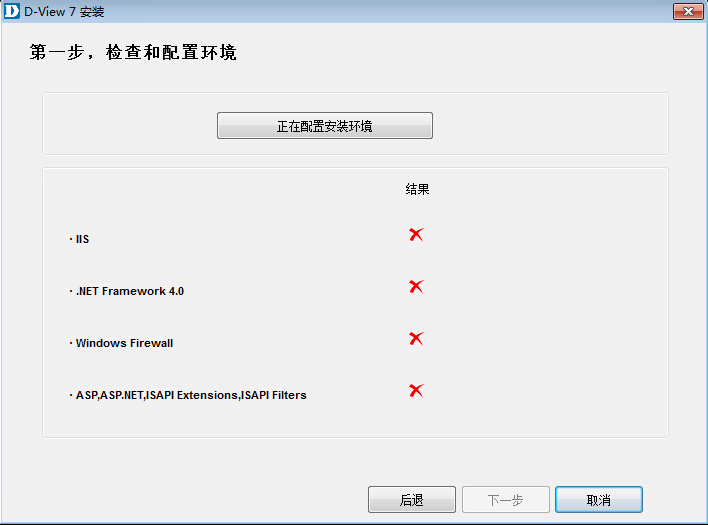 D-View 7 安装
第一步，检查和配置环境
正在配置安装环境
结果
· IIS
· .NET Framework 4.0
· Windows Firewall
· ASP,ASP.NET,ISAPI Extensions,ISAPI Filters
后退 下一步 取消